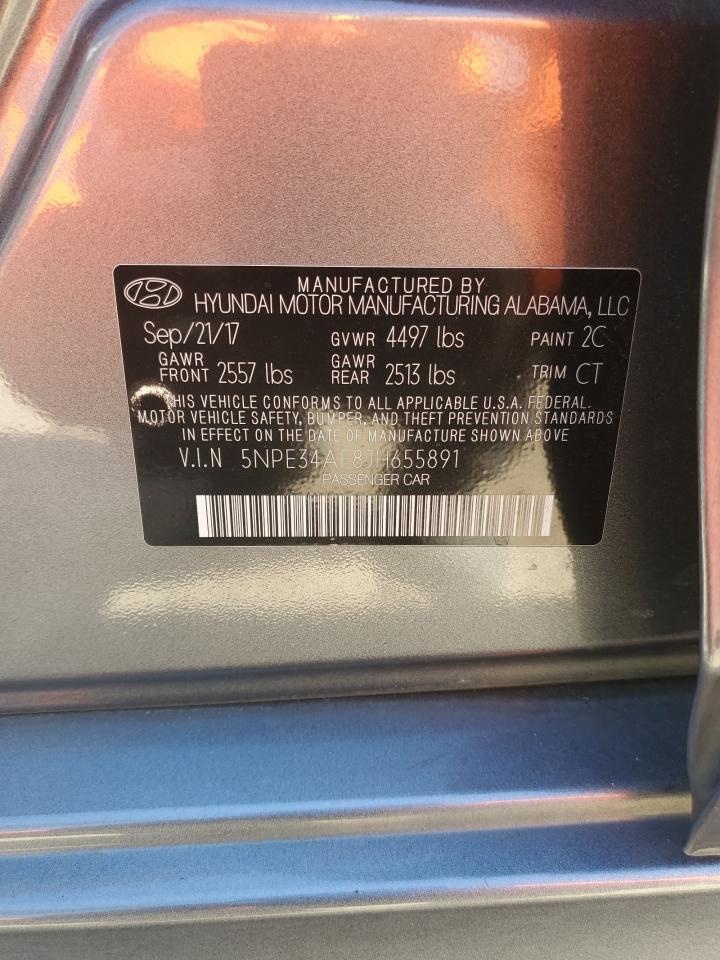 MANUFACTURED BY
HYUNDAI MOTOR MANUFACTURING ALABAMA, LLC
Sep/21/17 GVWR 4497 lbs PAINT 2C
GAWR FRONT 2557 lbs GAWR REAR 2513 lbs TRIM CT
THIS VEHICLE CONFORMS TO ALL APPLICABLE U.S.A. FEDERAL
MOTOR VEHICLE SAFETY, BUMPER, AND THEFT PREVENTION STANDARDS
IN EFFECT ON THE DATE OF MANUFACTURE SHOWN ABOVE
V.I.N 5NPE34AF8JH655891
PASSENGER CAR